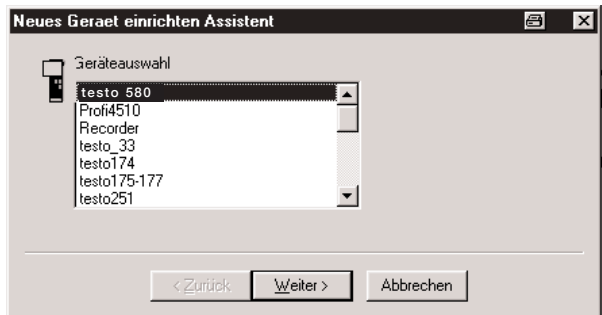 Neues Geraet einrichten Assistent
Geräteauswahl
testo 580
Profi4510
Recorder
testo_33
testo174
testo175-177
testo251
< Zurück
Weiter >
Abbrechen